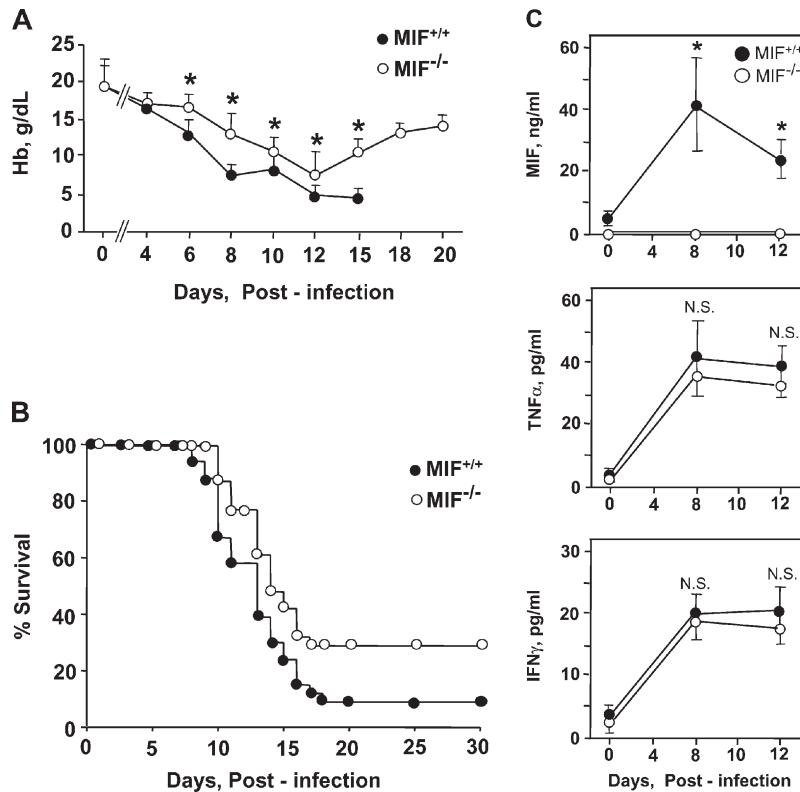 A
Hb, g/dL
25
20
15
10
5
0
MIF+/+
MIF-/-
* * * * *
0 4 6 8 10 12 15 18 20
Days, Post - infection
B
% Survival
100
80
60
40
20
0
MIF+/+
MIF-/-
0 5 10 15 20 25 30
Days, Post - infection
C
MIF, ng/ml
60
40
20
0
MIF+/+
MIF-/-
* *
0 4 8 10 12
TNFα, pg/ml
60
40
20
0
N.S. N.S.
0 4 8 10 12
IFNγ, pg/ml
30
20
10
0
N.S. N.S.
0 4 8 10 12
Days, Post - infection